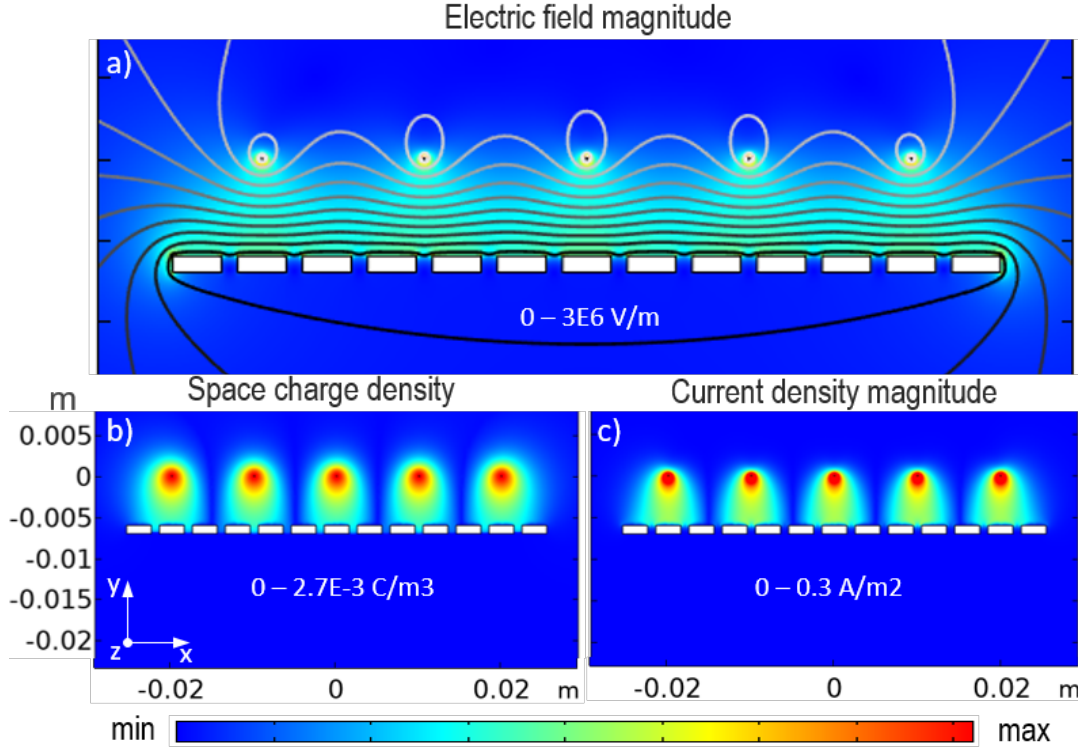 Electric field magnitude
a)
0 – 3E6 V/m
Space charge density
Current density magnitude
m
b)
c)
0.005
0
-0.005
-0.01
-0.015
-0.02
0 – 2.7E-3 C/m3
0 – 0.3 A/m2
y
z
x
-0.02
0
0.02
m
-0.02
0
0.02
m
min
max